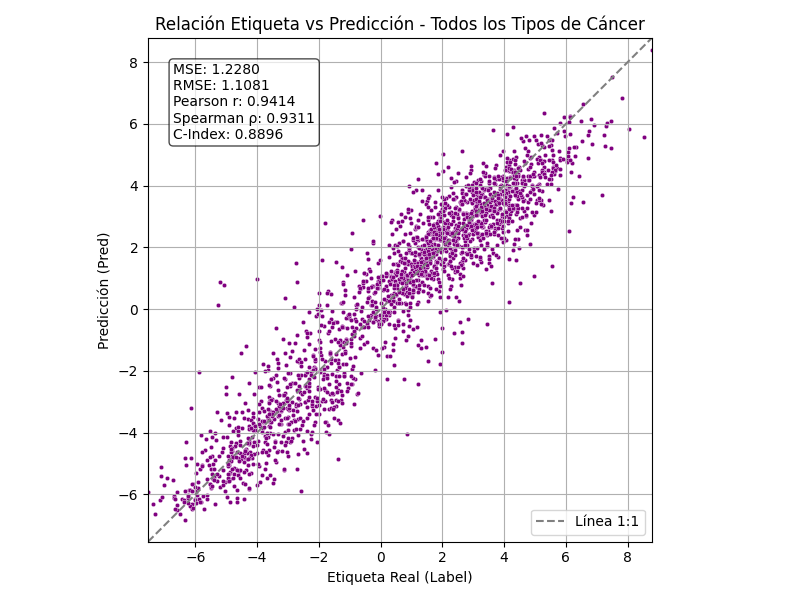 Relación Etiqueta vs Predicción - Todos los Tipos de Cáncer
MSE: 1.2280
RMSE: 1.1081
Pearson r: 0.9414
Spearman ρ: 0.9311
C-Index: 0.8896
Predicción (Pred)
8
6
4
2
0
−2
−4
−6
Línea 1:1
−6 −4 −2 0 2 4 6 8
Etiqueta Real (Label)